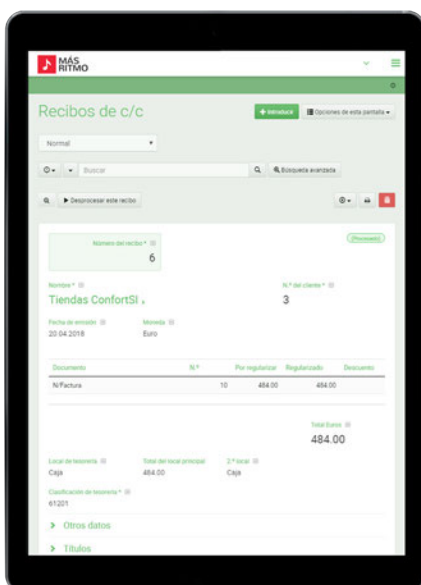 MÁS
RITMO
Recibos de c/c
+ Introduce
Opciones de esta pantalla
Normal
Buscar
Búsqueda avanzada
Desprocesar este recibo
Número del recibo *
6
(Procesado)
Nombre *
N.º del cliente *
Tiendas ConfortSI
3
Fecha de emisión
Moneda
20.04.2018
Euro
Documento N.º Por regularizar Regularizado Descuento
N/Factura 10 484.00 484.00
Total Euros
484.00
Local de tesorería
Total del local principal
2.º local
Caja
484.00
Caja
Clasificación de tesorería *
61201
Otros datos
Títulos